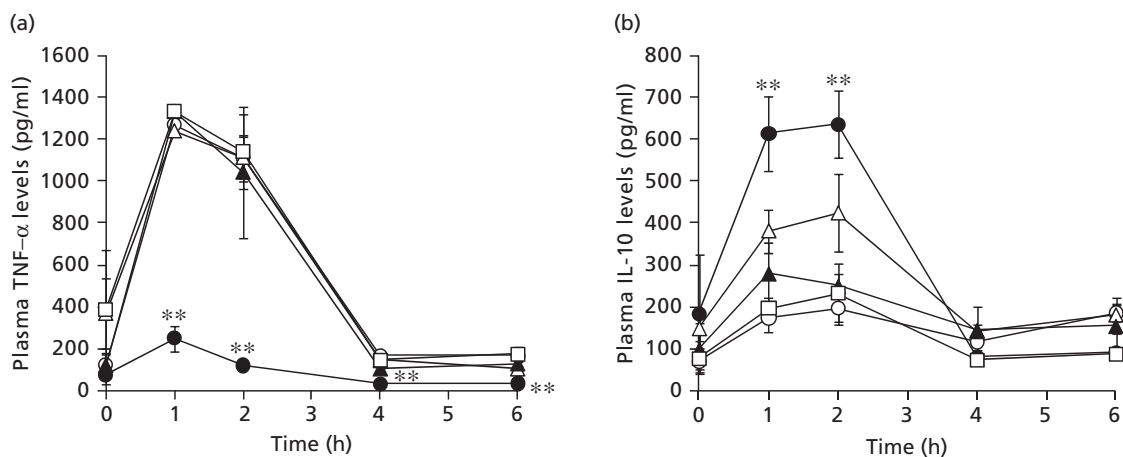 (a)
1600
1400
1200
1000
800
600
400
200
0
Plasma TNF–α levels (pg/ml)
**
**
**
**
0 1 2 3 4 5 6
Time (h)
(b)
800
700
600
500
400
300
200
100
0
Plasma IL-10 levels (pg/ml)
** **
0 1 2 3 4 5 6
Time (h)